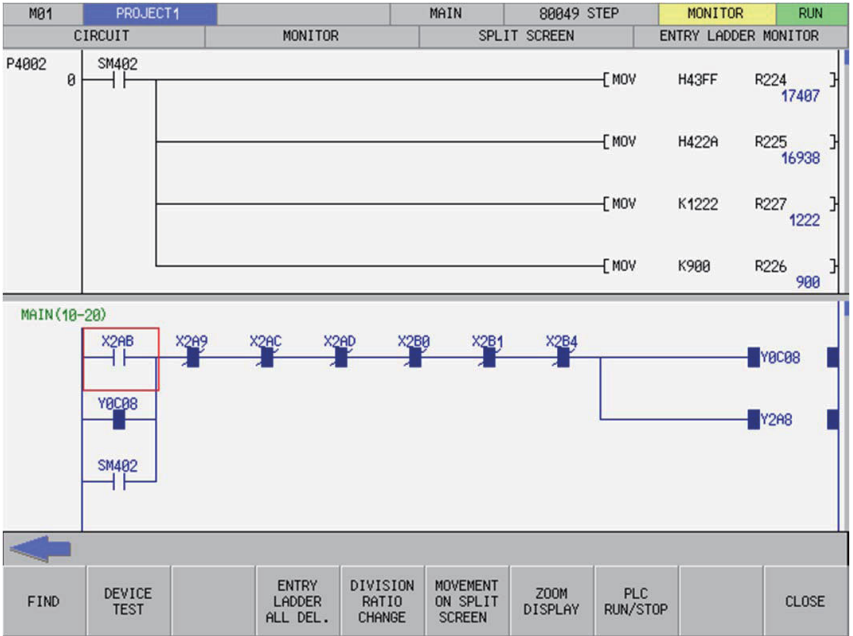 M01 PROJECT1 MAIN 80049 STEP MONITOR RUN
CIRCUIT MONITOR SPLIT SCREEN ENTRY LADDER MONITOR
P4002 SM402
0 MOV H43FF R224
17407
MOV H422A R225
16938
MOV K1222 R227
1222
MOV K900 R226
900
MAIN(10-20)
X2AB X2A9 X2AC X2AD X2B0 X2B1 X2B4
Y0C08
Y0C08
Y2A8
SM402
FIND
DEVICE
TEST
ENTRY
LADDER
ALL DEL.
DIVISION
RATIO
CHANGE
MOVEMENT
ON SPLIT
SCREEN
ZOOM
DISPLAY
PLC
RUN/STOP
CLOSE